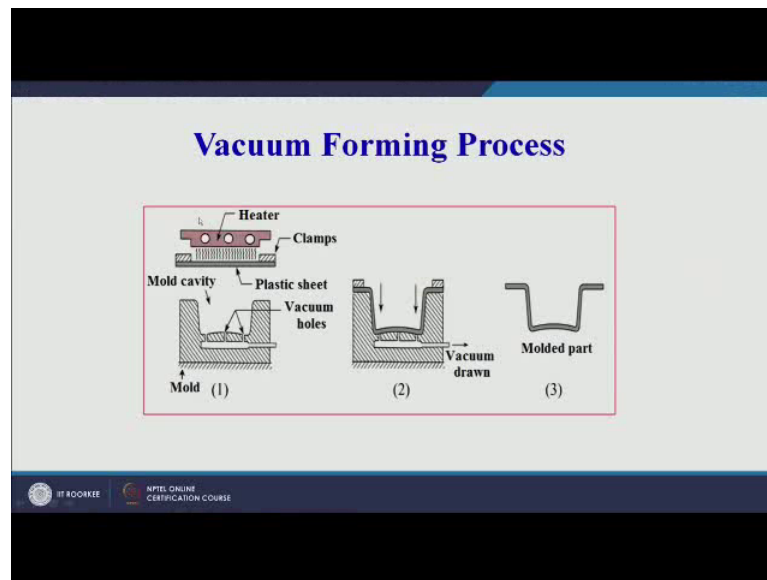 Vacuum Forming Process
Heater
Clamps
Mold cavity
Plastic sheet
Vacuum
holes
Mold
(1)
Vacuum
drawn
(2)
Molded part
(3)
IIT ROORKEE
NPTEL ONLINE
CERTIFICATION COURSE